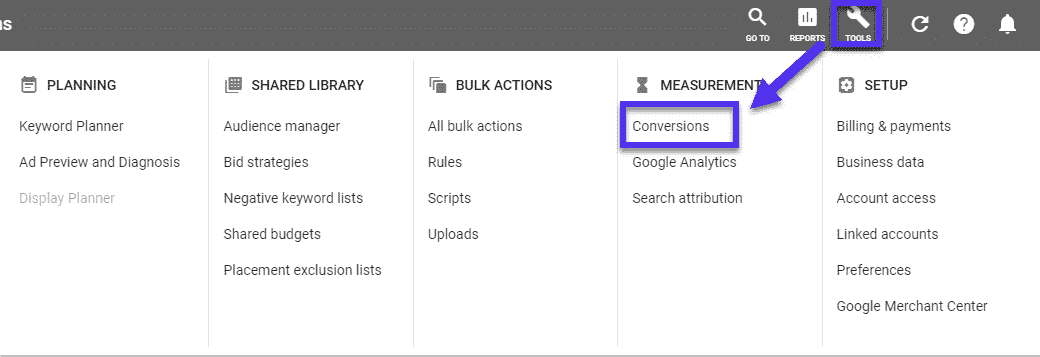 ns
GO TO
REPORTS
TOOLS
PLANNING
Keyword Planner
Ad Preview and Diagnosis
Display Planner
SHARED LIBRARY
Audience manager
Bid strategies
Negative keyword lists
Shared budgets
Placement exclusion lists
BULK ACTIONS
All bulk actions
Rules
Scripts
Uploads
MEASUREMENT
Conversions
Google Analytics
Search attribution
SETUP
Billing & payments
Business data
Account access
Linked accounts
Preferences
Google Merchant Center